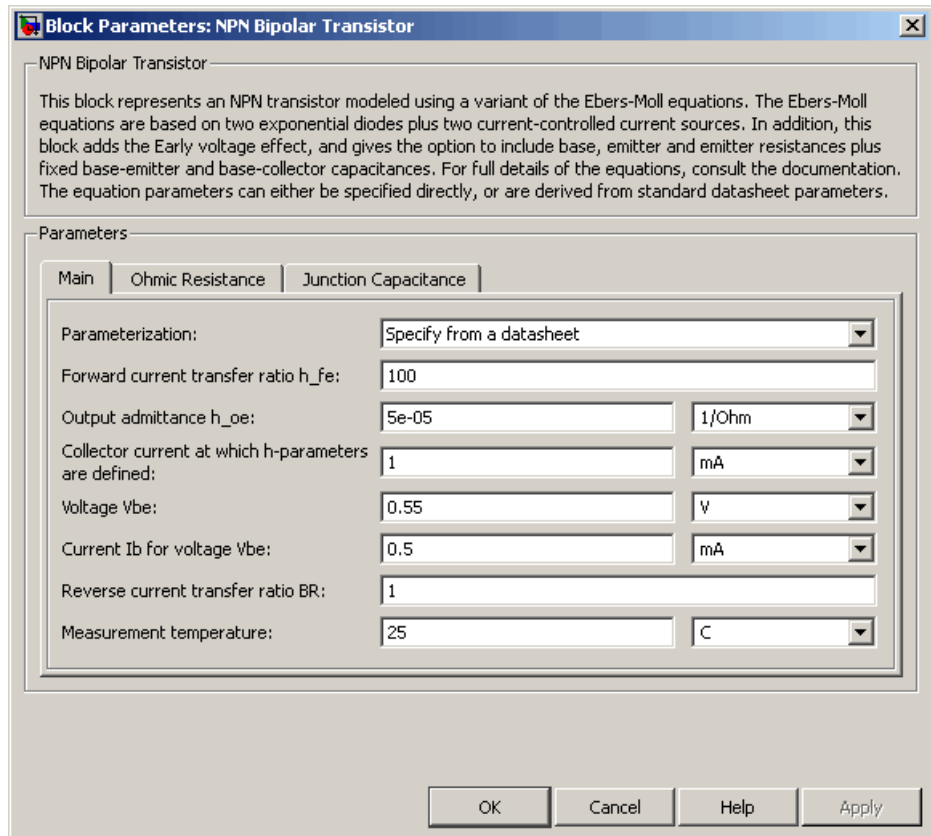 Block Parameters: NPN Bipolar Transistor
NPN Bipolar Transistor
This block represents an NPN transistor modeled using a variant of the Ebers-Moll equations. The Ebers-Moll
equations are based on two exponential diodes plus two current-controlled current sources. In addition, this
block adds the Early voltage effect, and gives the option to include base, emitter and emitter resistances plus
fixed base-emitter and base-collector capacitances. For full details of the equations, consult the documentation.
The equation parameters can either be specified directly, or are derived from standard datasheet parameters.
Parameters
Main Ohmic Resistance Junction Capacitance
Parameterization: Specify from a datasheet
Forward current transfer ratio h_fe: 100
Output admittance h_oe: 5e-05 1/Ohm
Collector current at which h-parameters
are defined: 1 mA
Voltage Vbe: 0.55 V
Current Ib for voltage Vbe: 0.5 mA
Reverse current transfer ratio BR: 1
Measurement temperature: 25 C
OK Cancel Help Apply